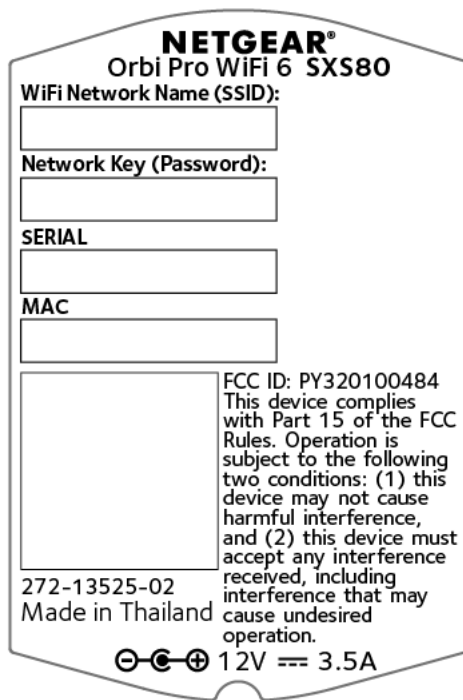 NETGEAR®
Orbi Pro WiFi 6 SXS80
WiFi Network Name (SSID):
Network Key (Password):
SERIAL
MAC
FCC ID: PY320100484
This device complies
with Part 15 of the FCC
Rules. Operation is
subject to the following
two conditions: (1) this
device may not cause
harmful interference,
and (2) this device must
accept any interference
received, including
interference that may
cause undesired
operation.
272-13525-02
Made in Thailand
12V ⎓ 3.5A